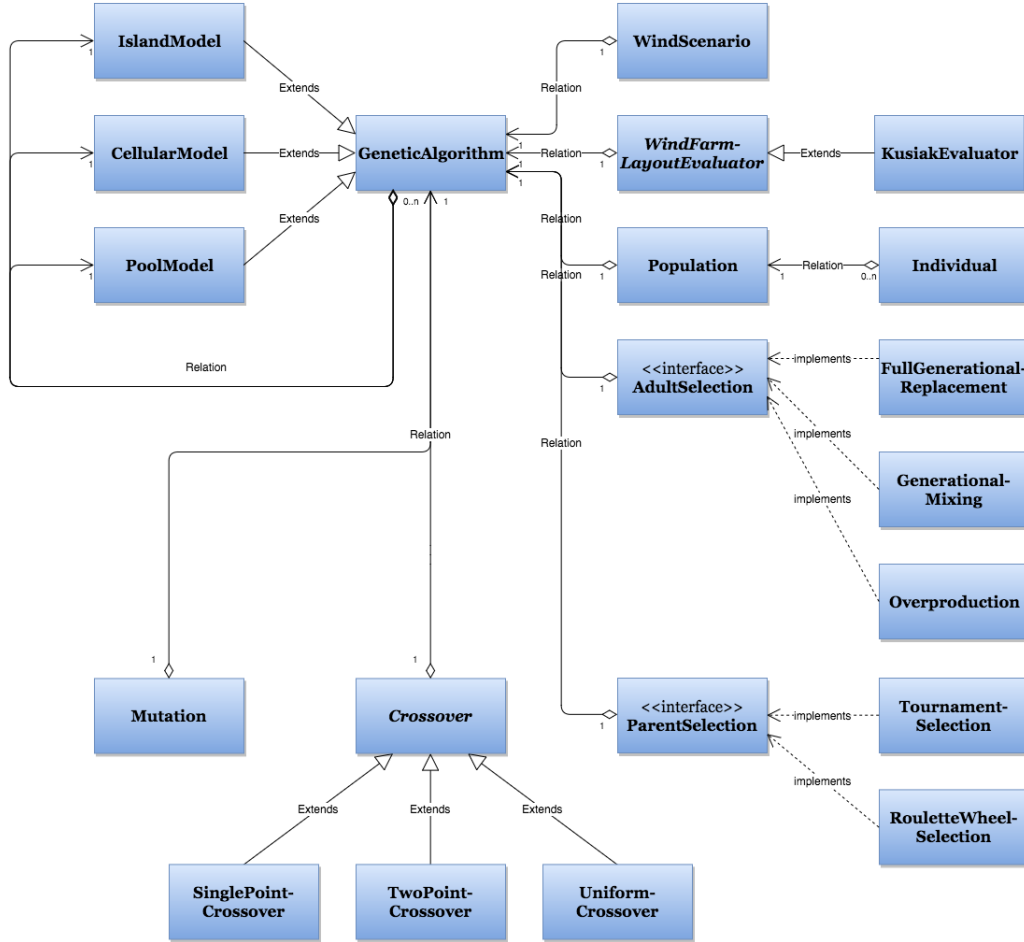 IslandModel
1
Extends
CellularModel
1
Extends
PoolModel
1
Extends
GeneticAlgorithm
0..n
1
Relation
WindScenario
1
Relation
1
WindFarm-
LayoutEvaluator
1
Relation
1
Extends
KusiakEvaluator
Population
1
Relation
1
1
Relation
0..n
Individual
Relation
<<interface>>
AdultSelection
1
implements
FullGenerational-
Replacement
implements
Generational-
Mixing
implements
Overproduction
Relation
<<interface>>
ParentSelection
1
implements
Tournament-
Selection
implements
RouletteWheel-
Selection
Relation
1
Mutation
1
Crossover
Extends
Extends
Extends
SinglePoint-
Crossover
TwoPoint-
Crossover
Uniform-
Crossover